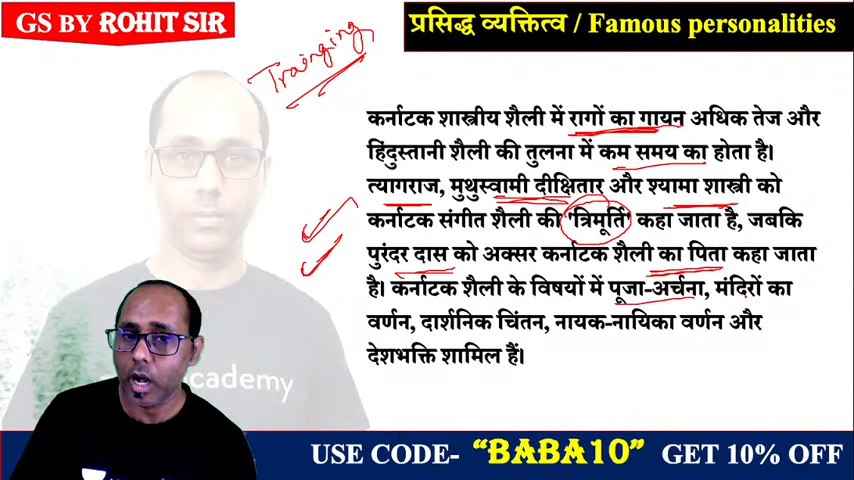 GS BY ROHIT SIR
प्रसिद्ध व्यक्तित्व / Famous personalities
कर्नाटक शास्त्रीय शैली में रागों का गायन अधिक तेज और
हिंदुस्तानी शैली की तुलना में कम समय का होता है।
त्यागराज, मुथुस्वामी दीक्षितार और श्यामा शास्त्री को
कर्नाटक संगीत शैली की 'त्रिमूर्ति' कहा जाता है, जबकि
पुरंदर दास को अक्सर कर्नाटक शैली का पिता कहा जाता
है। कर्नाटक शैली के विषयों में पूजा-अर्चना, मंदिरों का
वर्णन, दार्शनिक चिंतन, नायक-नायिका वर्णन और
देशभक्ति शामिल हैं।
cademy
USE CODE- “BABA10” GET 10% OFF